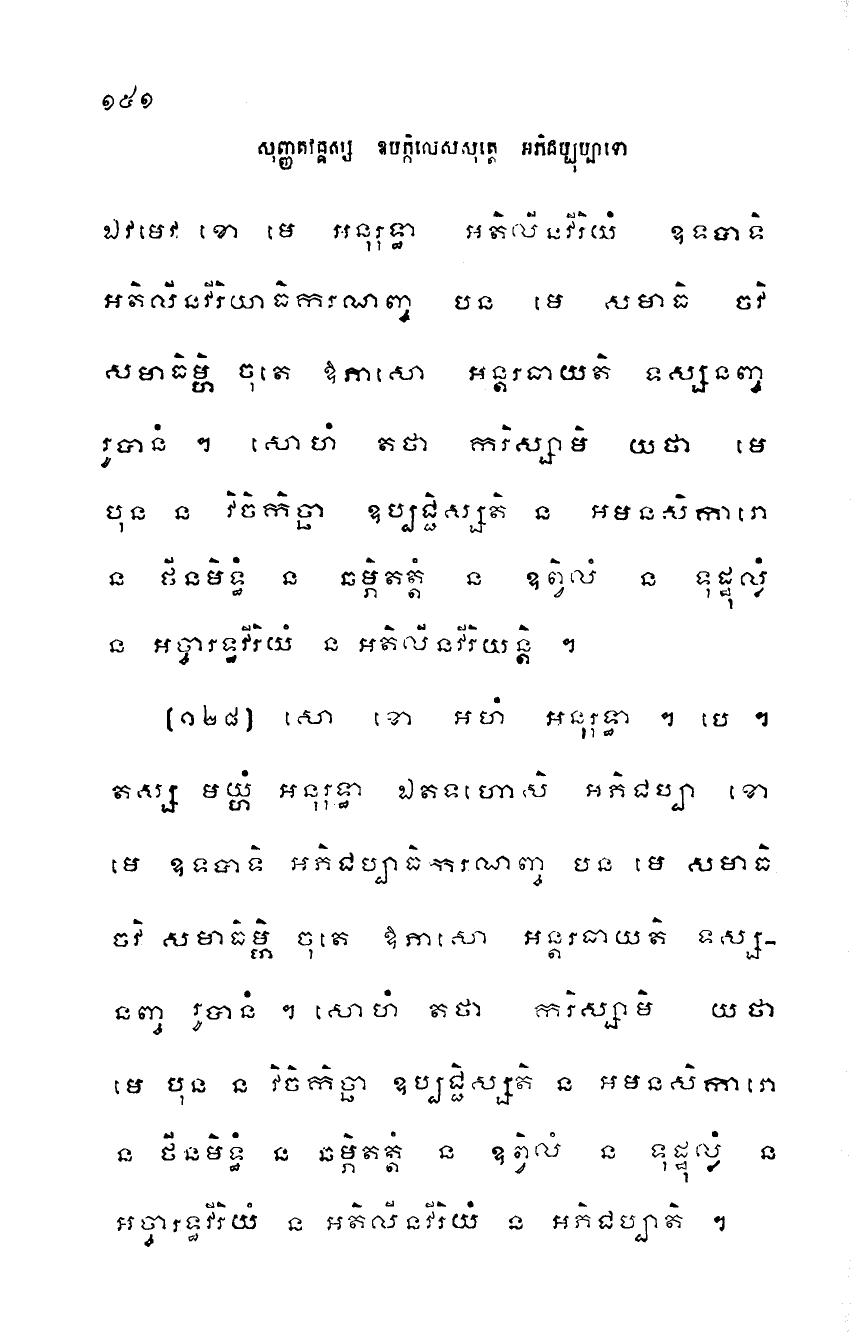 ១៥១
សុញ្ញតវគ្គស្ស ឧបក្កិលេសសុត្តេ អភិជប្បុប្បាទោ
ឯវមេវ ខោ មេ អនុរុទ្ធា អតិលីនវីរិយំ ឧទបាទិ
អតិលីនវីរិយាធិករណញ្ច បន មេ សមាធិ ចវិ
សមាធិម្ហិ ចុតេ ឱភាសោ អន្តរធាយតិ ទស្សនញ្ច
រូបានំ ។ សោហំ តថា ករិស្សាមិ យថា មេ
បុន ន វិចិកិច្ឆា ឧប្បជ្ជិស្សតិ ន អមនសិការោ
ន ថីនមិទ្ធំ ន ឆម្ភិតត្តំ ន ឧព្វិលំ ន ទុដ្ឋុល្លំ
ន អច្ចារទ្ធវីរិយំ ន អតិលីនវីរិយន្តិ ។
(១២៨) សោ ខោ អហំ អនុរុទ្ធា ។ បេ ។
តស្ស មយ្ហំ អនុរុទ្ធា ឯតទហោសិ អភិជប្បា ខោ
មេ ឧទបាទិ អភិជប្បាធិករណញ្ច បន មេ សមាធិ
ចវិ សមាធិម្ហិ ចុតេ ឱភាសោ អន្តរធាយតិ ទស្ស-
នញ្ច រូបានំ ។ សោហំ តថា ករិស្សាមិ យថា
មេ បុន ន វិចិកិច្ឆា ឧប្បជ្ជិស្សតិ ន អមនសិការោ
ន ថីនមិទ្ធំ ន ឆម្ភិតត្តំ ន ឧព្វិលំ ន ទុដ្ឋុល្លំ ន
អច្ចារទ្ធវីរិយំ ន អតិលីនវីរិយំ ន អភិជប្បាតិ ។